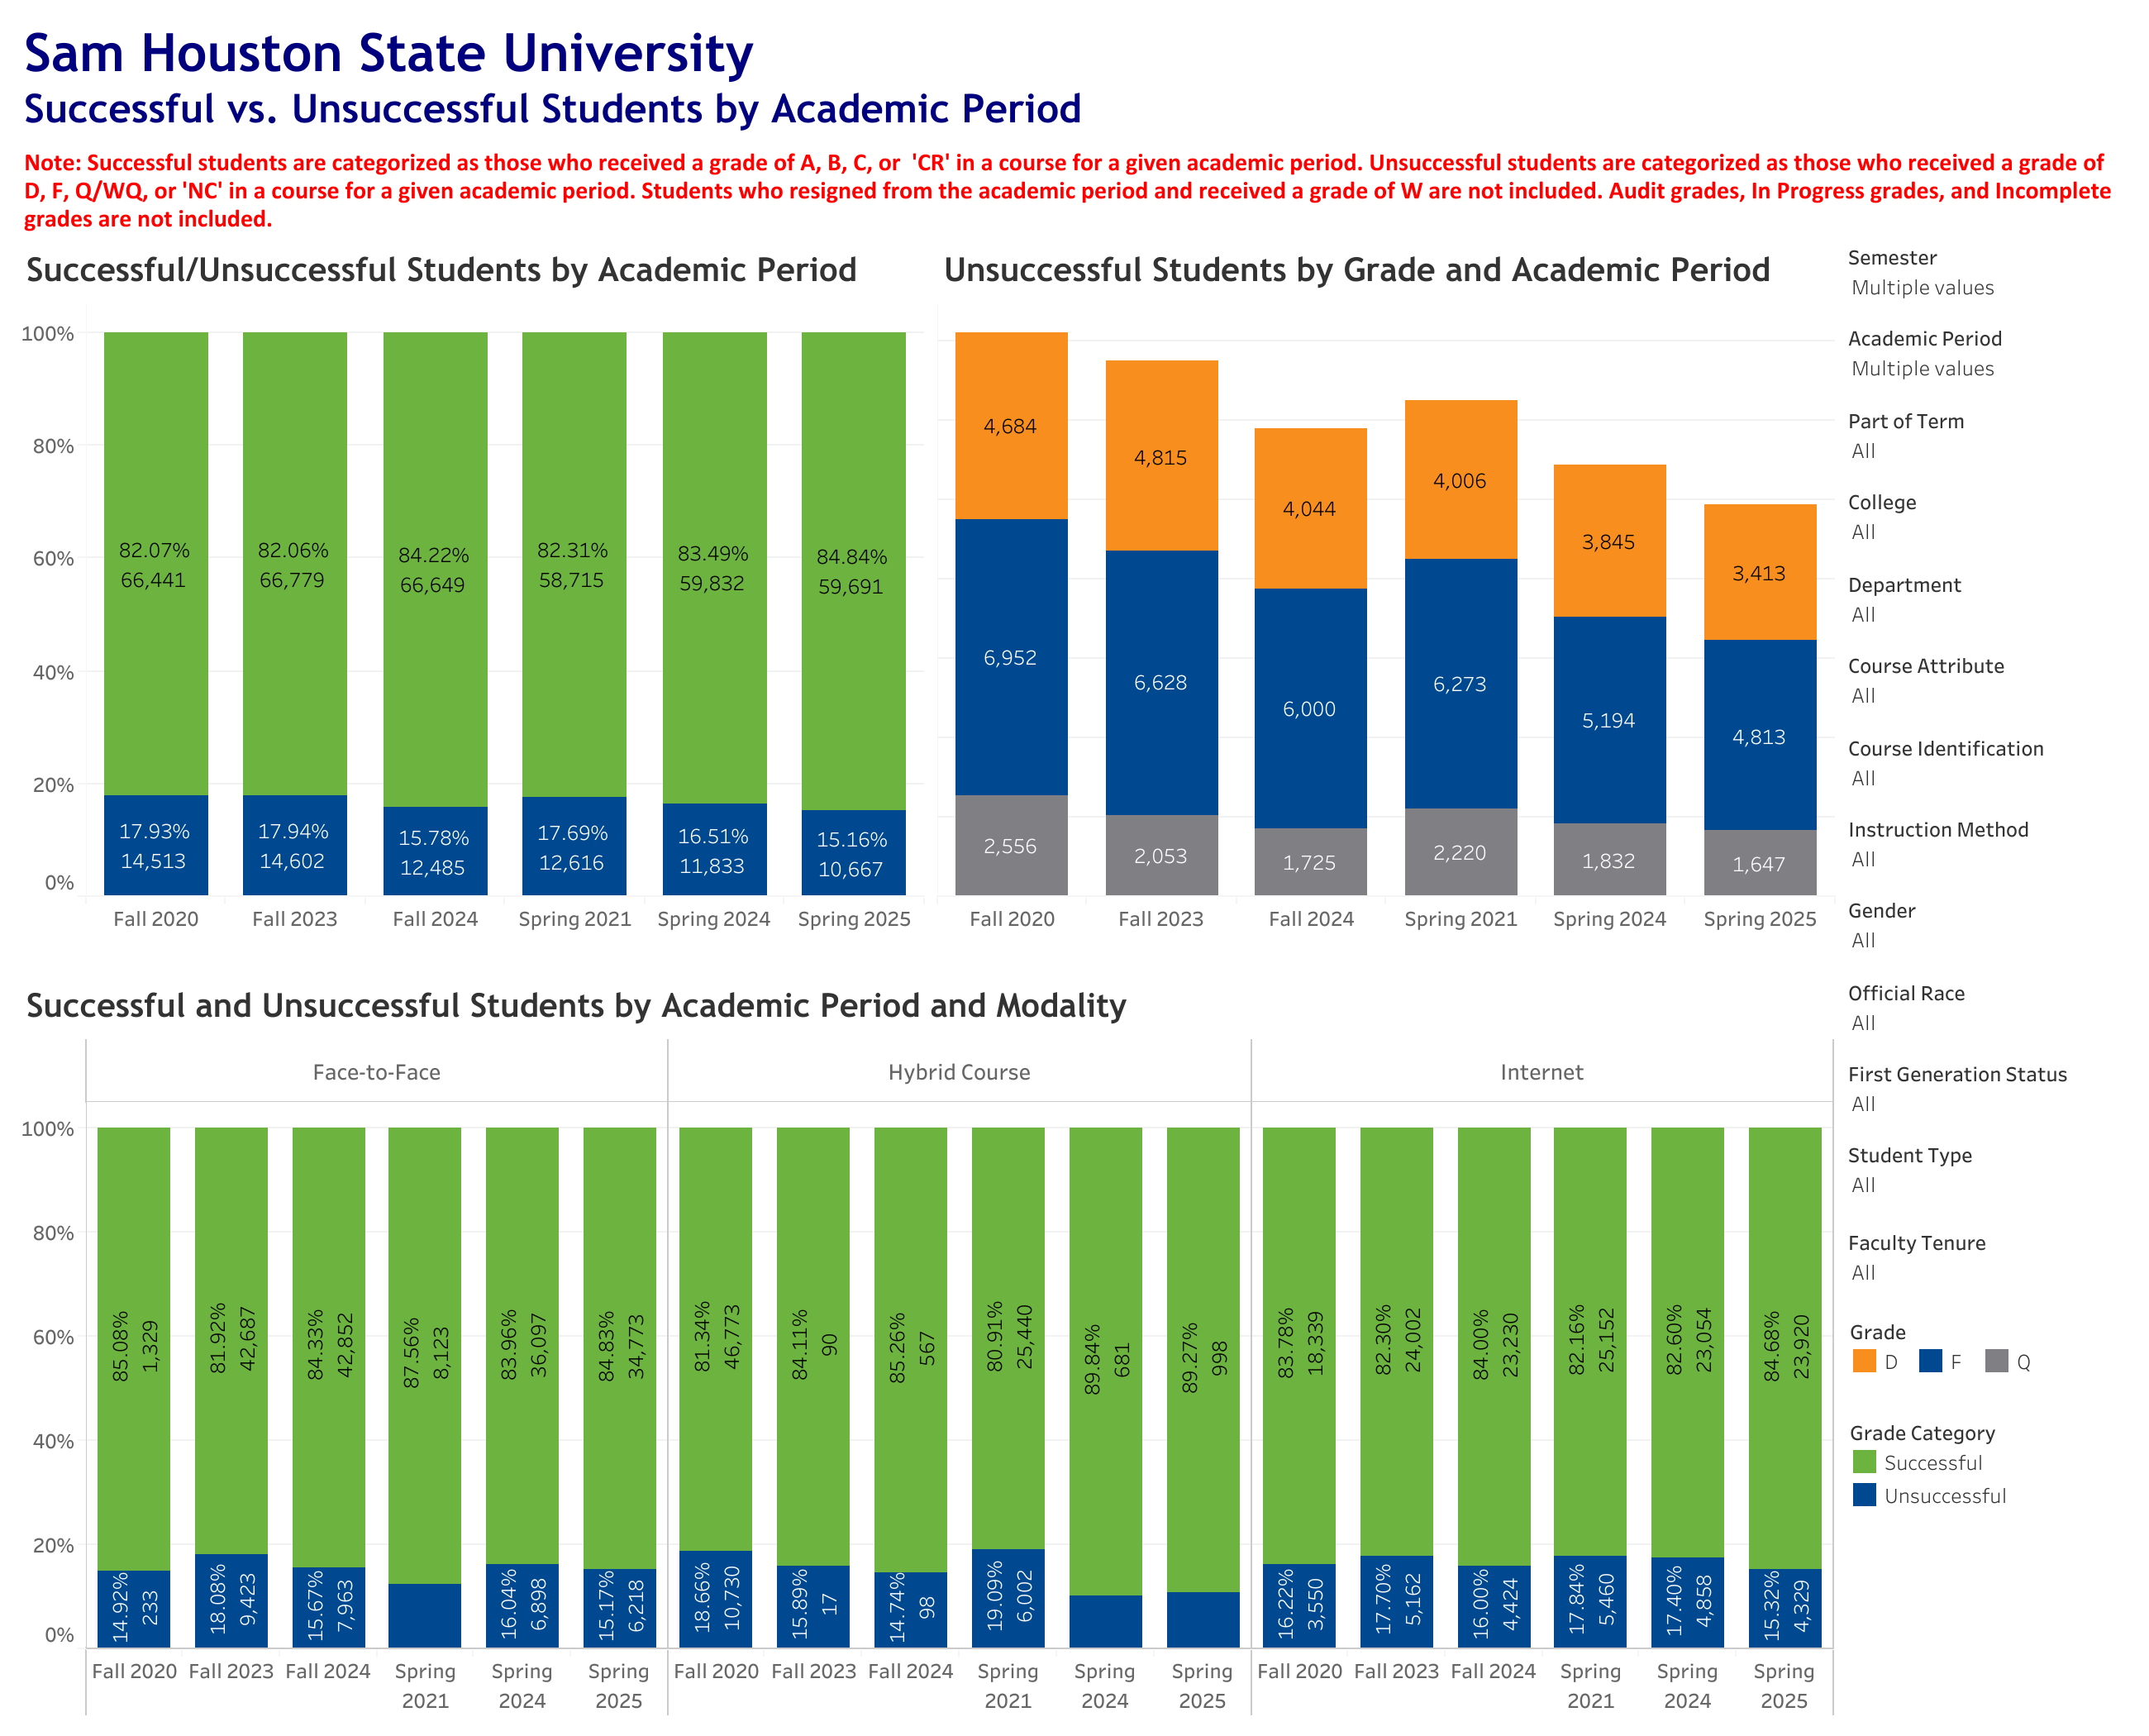 Sam Houston State University
Successful vs. Unsuccessful Students by Academic Period
Note: Successful students are categorized as those who received a grade of A, B, C, or  'CR' in a course for a given academic period. Unsuccessful students are categorized as those who received a grade of
D, F, Q/WQ, or 'NC' in a course for a given academic period. Students who resigned from the academic period and received a grade of W are not included. Audit grades, In Progress grades, and Incomplete
grades are not included.
Successful/Unsuccessful Students by Academic Period
100%
80%
60%
40%
20%
0%
82.07% 82.06% 84.22% 82.31% 83.49% 84.84%
66,441 66,779 66,649 58,715 59,832 59,691
17.93% 17.94% 15.78% 17.69% 16.51% 15.16%
14,513 14,602 12,485 12,616 11,833 10,667
Fall 2020 Fall 2023 Fall 2024 Spring 2021 Spring 2024 Spring 2025
Unsuccessful Students by Grade and Academic Period
4,684 4,815 4,044 4,006 3,845 3,413
6,952 6,628 6,000 6,273 5,194 4,813
2,556 2,053 1,725 2,220 1,832 1,647
Fall 2020 Fall 2023 Fall 2024 Spring 2021 Spring 2024 Spring 2025
Successful and Unsuccessful Students by Academic Period and Modality
Face-to-Face Hybrid Course Internet
100%
80%
60%
40%
20%
0%
85.08%
1,329
81.92%
42,687
84.33%
42,852
87.56%
8,123
83.96%
36,097
84.83%
34,773
81.34%
46,773
84.11%
90
85.26%
567
80.91%
25,440
89.84%
681
89.27%
998
83.78%
18,339
82.30%
24,002
84.00%
23,230
82.16%
25,152
82.60%
23,054
84.68%
23,920
14.92%
233
18.08%
9,423
15.67%
7,963
16.04%
6,898
15.17%
6,218
18.66%
10,730
15.89%
17
14.74%
98
19.09%
6,002
16.22%
3,550
17.70%
5,162
16.00%
4,424
17.84%
5,460
17.40%
4,858
15.32%
4,329
Fall 2020 Fall 2023 Fall 2024 Spring Spring Spring Fall 2020 Fall 2023 Fall 2024 Spring Spring Spring Fall 2020 Fall 2023 Fall 2024 Spring Spring Spring
2021 2024 2025 2021 2024 2025 2021 2024 2025
Semester
Multiple values
Academic Period
Multiple values
Part of Term
All
College
All
Department
All
Course Attribute
All
Course Identification
All
Instruction Method
All
Gender
All
Official Race
All
First Generation Status
All
Student Type
All
Faculty Tenure
All
Grade
D F Q
Grade Category
Successful
Unsuccessful